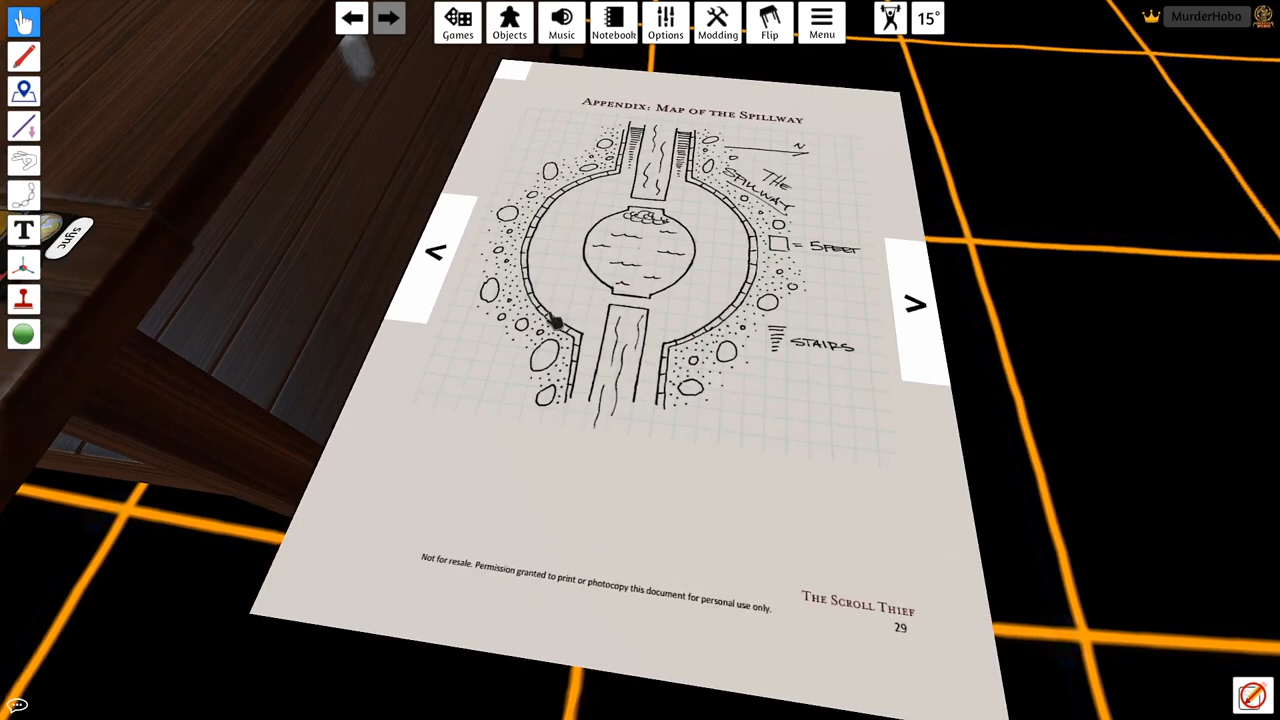 Games
Objects
Music
Notebook
Options
Modding
Flip
Menu
15°
MurderHobo
T
sync
Appendix: Map of the Spillway
N
THE
SPILLWAY
= 5 FEET
STAIRS
<
>
Not for resale. Permission granted to print or photocopy this document for personal use only.
The Scroll Thief
29